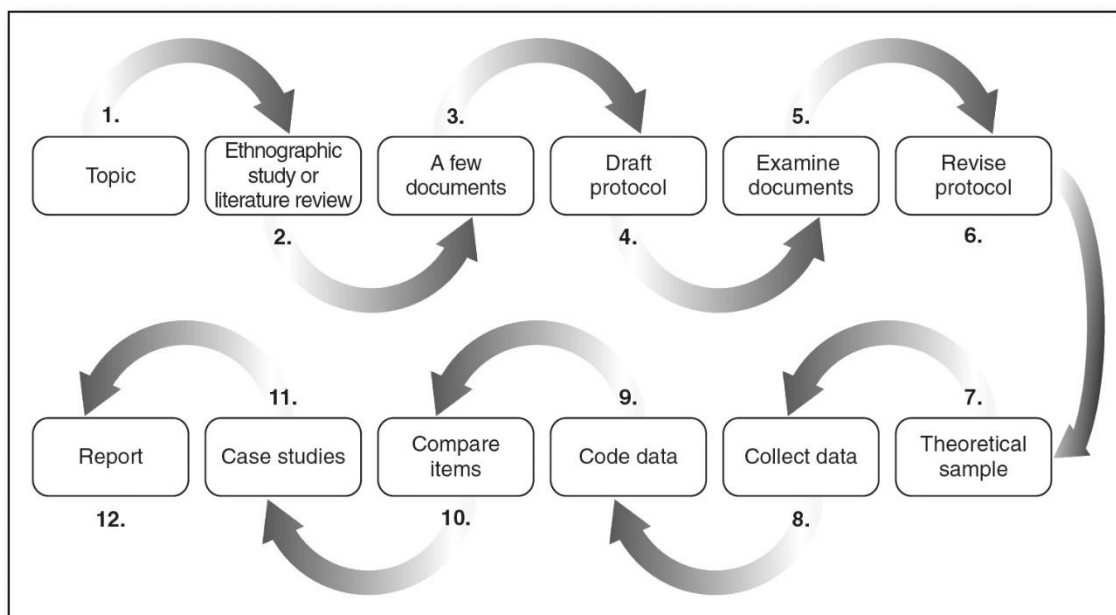 1.
Topic
Ethnographic
study or
literature review
2.
3.
A few
documents
Draft
protocol
4.
5.
Examine
documents
Revise
protocol
6.
7.
Theoretical
sample
Collect data
8.
9.
Code data
Compare
items
10.
11.
Case studies
Report
12.